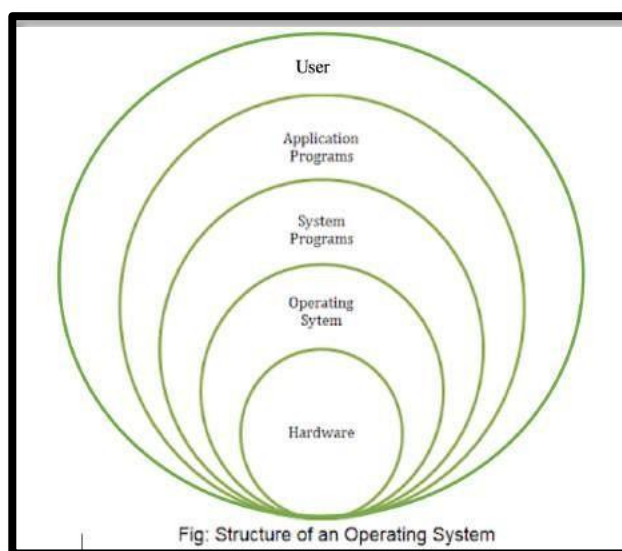 User
Application
Programs
System
Programs
Operating
Sytem
Hardware
Fig: Structure of an Operating System